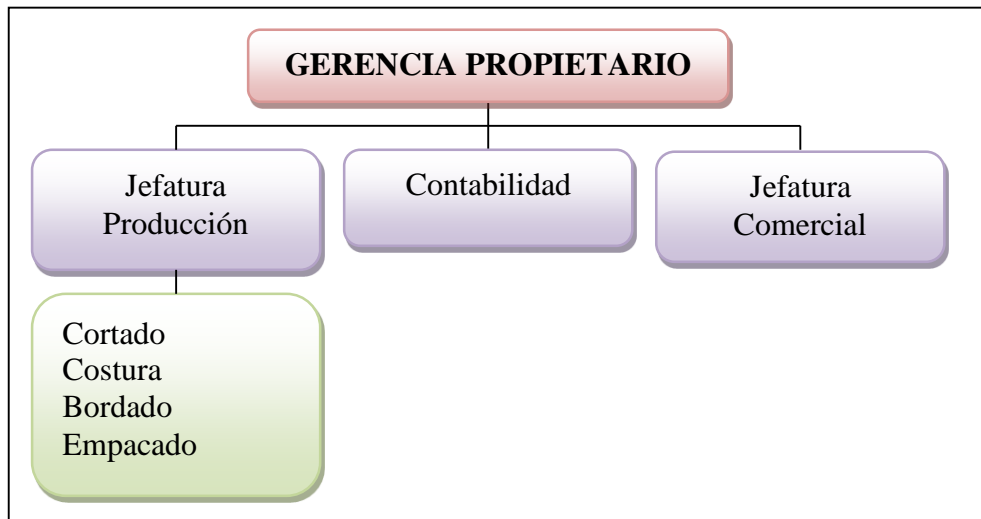 GERENCIA PROPIETARIO
Jefatura
Producción
Contabilidad
Jefatura
Comercial
Cortado
Costura
Bordado
Empacado